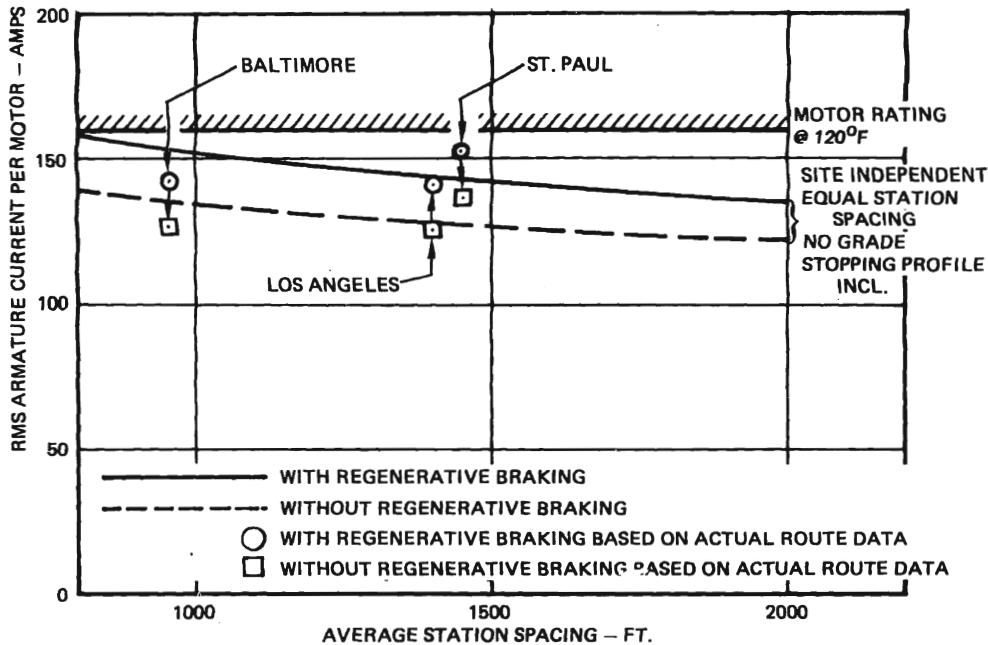 RMS ARMATURE CURRENT PER MOTOR – AMPS
200
150
100
50
0
BALTIMORE
ST. PAUL
LOS ANGELES
MOTOR RATING
@ 120°F
SITE INDEPENDENT
EQUAL STATION
SPACING
NO GRADE
STOPPING PROFILE
INCL.
WITH REGENERATIVE BRAKING
WITHOUT REGENERATIVE BRAKING
WITH REGENERATIVE BRAKING BASED ON ACTUAL ROUTE DATA
WITHOUT REGENERATIVE BRAKING BASED ON ACTUAL ROUTE DATA
1000
1500
2000
AVERAGE STATION SPACING – FT.